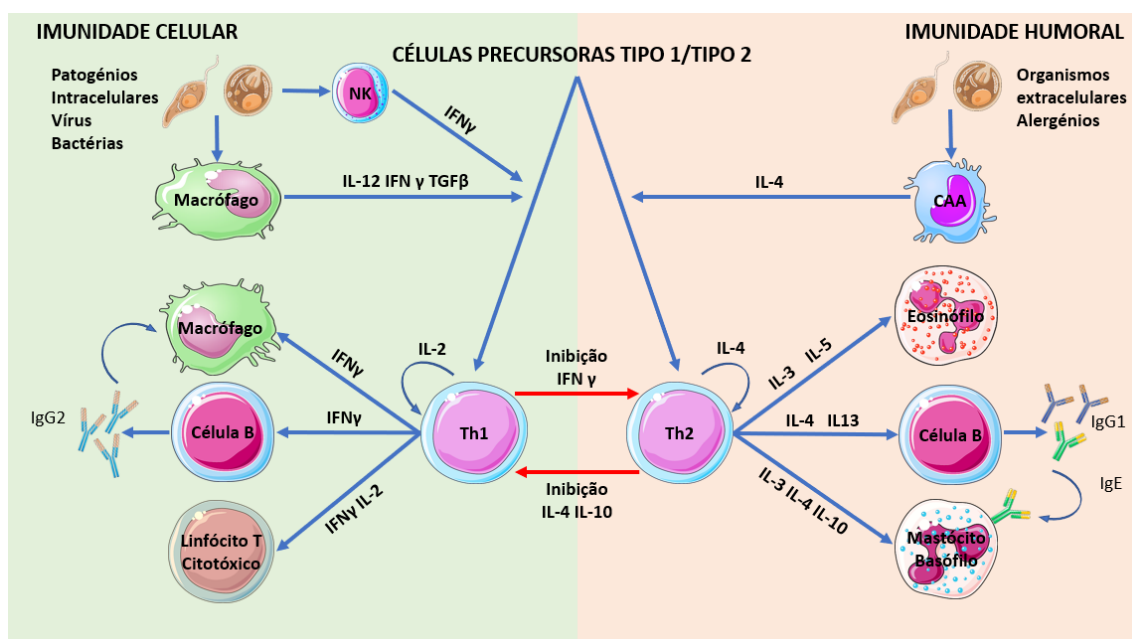 IMUNIDADE CELULAR
IMUNIDADE HUMORAL
CÉLULAS PRECURSORAS TIPO 1/TIPO 2
Patogénios
Intracelulares
Vírus
Bactérias
NK
IFNγ
Organismos
extracelulares
Alergénios
Macrófago
IL-12 IFN γ TGFβ
IL-4
CAA
Macrófago
IFNγ
IL-2
Inibição
IFN γ
IL-4
IL-3
IL-5
Eosinófilo
IgG2
Célula B
IFNγ
Th1
Th2
IL-4 IL13
Célula B
IgG1
IgE
Linfócito T
Citotóxico
IFNγ IL-2
Inibição
IL-4 IL-10
IL-3 IL-4 IL-10
Mastócito
Basófilo